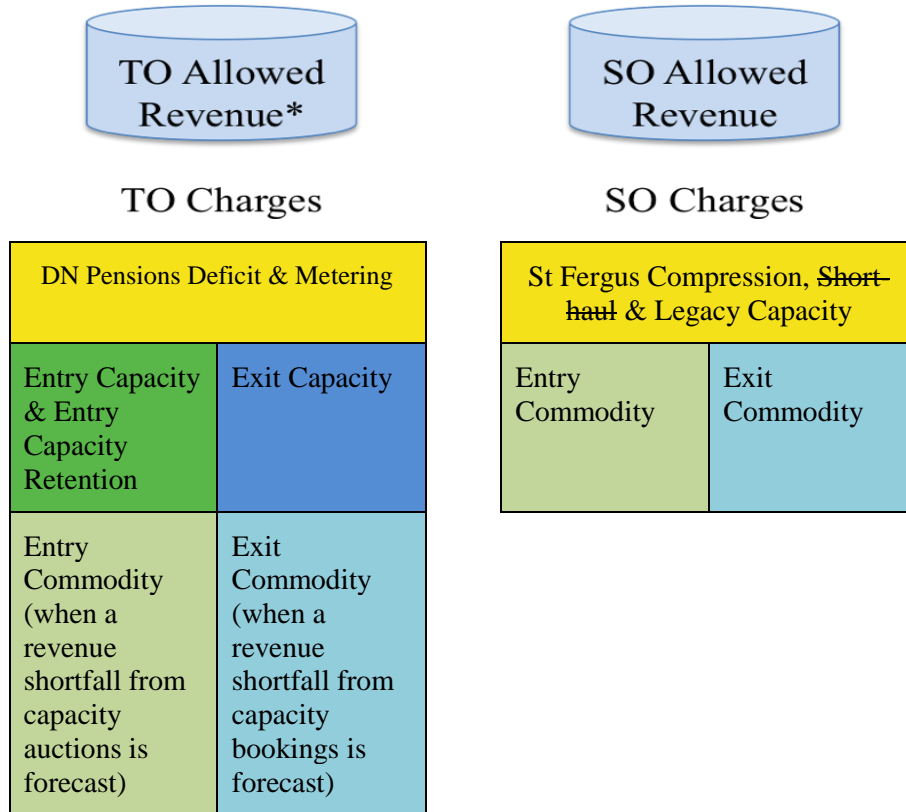 TO Allowed
Revenue*
SO Allowed
Revenue
TO Charges
SO Charges
DN Pensions Deficit & Metering
Entry Capacity
& Entry
Capacity
Retention
Exit Capacity
Entry
Commodity
(when a
revenue
shortfall from
capacity
auctions is
forecast)
Exit
Commodity
(when a
revenue
shortfall from
capacity
bookings is
forecast)
St Fergus Compression, Short-
haul & Legacy Capacity
Entry
Commodity
Exit
Commodity